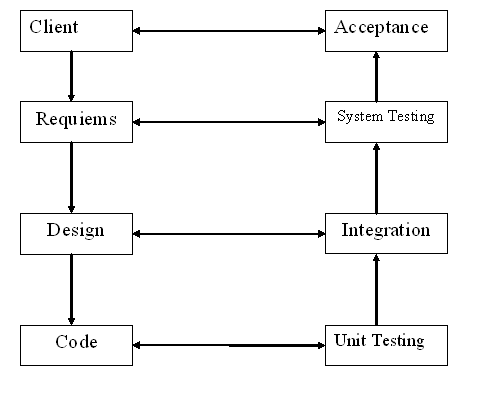 Client
Acceptance
Requiems
System Testing
Design
Integration
Code
Unit Testing